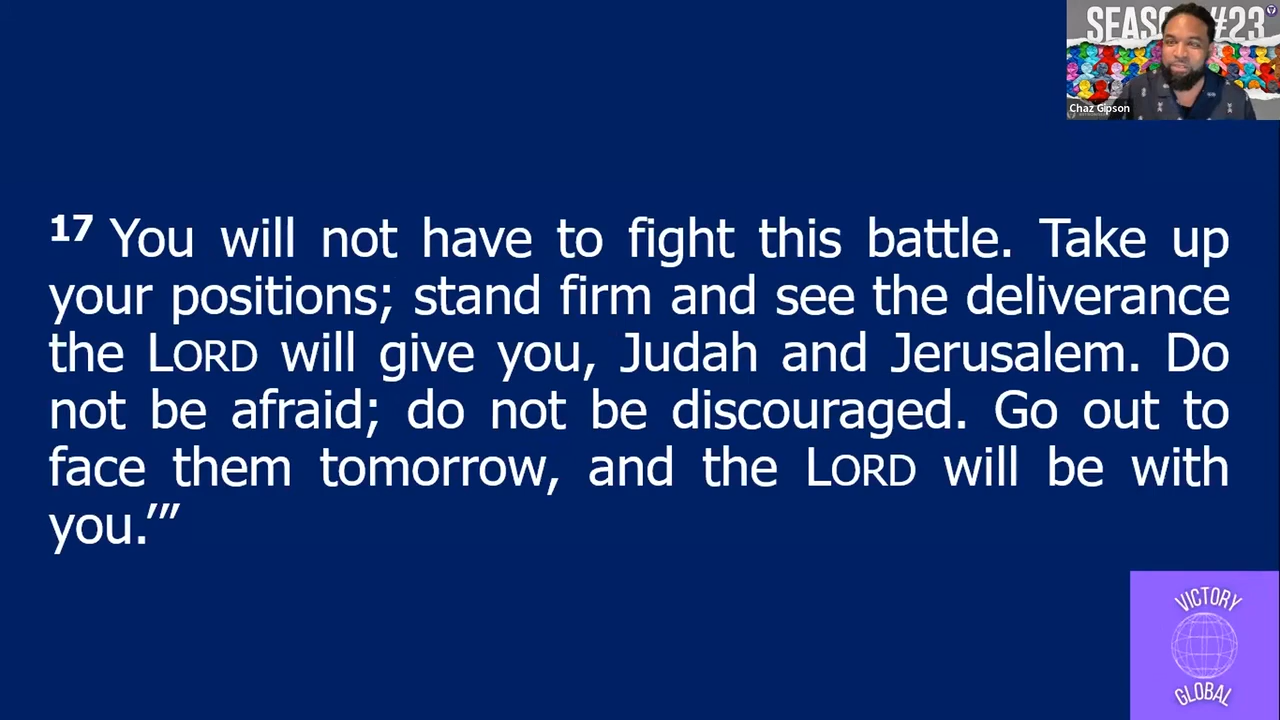 SEASON #23
Chaz Gipson
17 You will not have to fight this battle. Take up
your positions; stand firm and see the deliverance
the LORD will give you, Judah and Jerusalem. Do
not be afraid; do not be discouraged. Go out to
face them tomorrow, and the LORD will be with
you.’”
VICTORY
GLOBAL